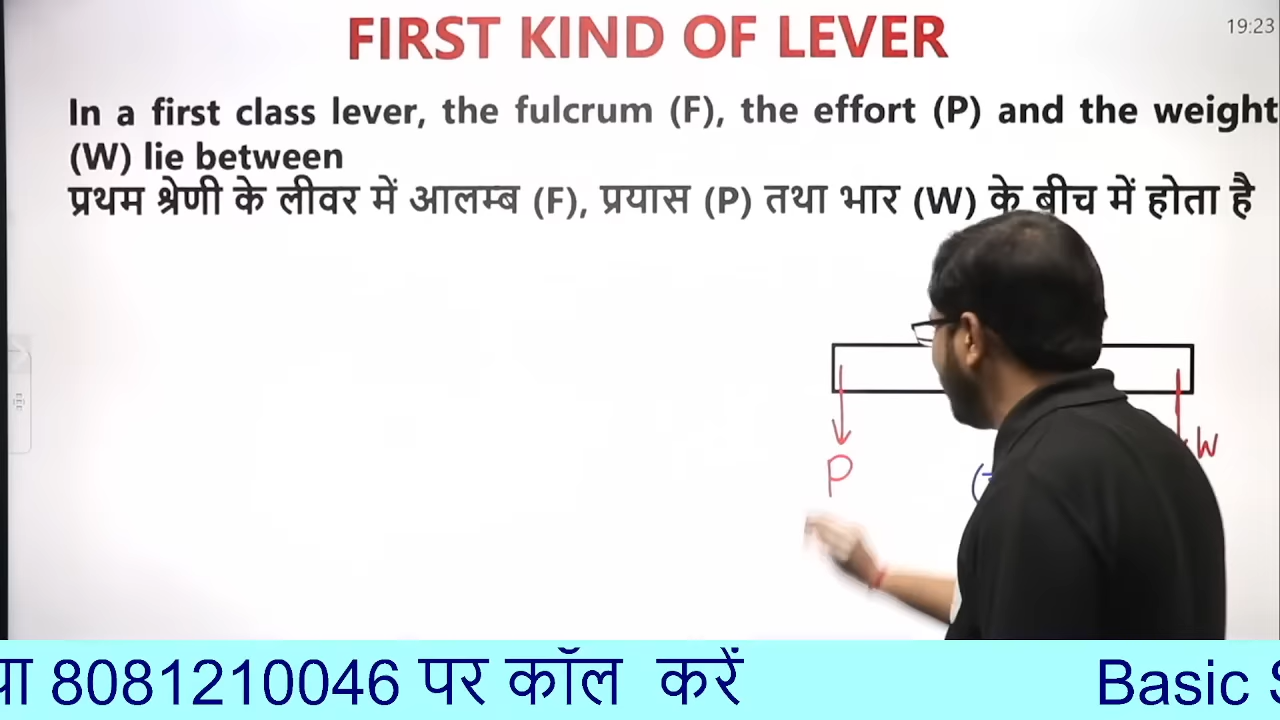 FIRST KIND OF LEVER
19:23
In a first class lever, the fulcrum (F), the effort (P) and the weight
(W) lie between
प्रथम श्रेणी के लीवर में आलम्ब (F), प्रयास (P) तथा भार (W) के बीच में होता है
W
P
8081210046 पर कॉल करें
Basic